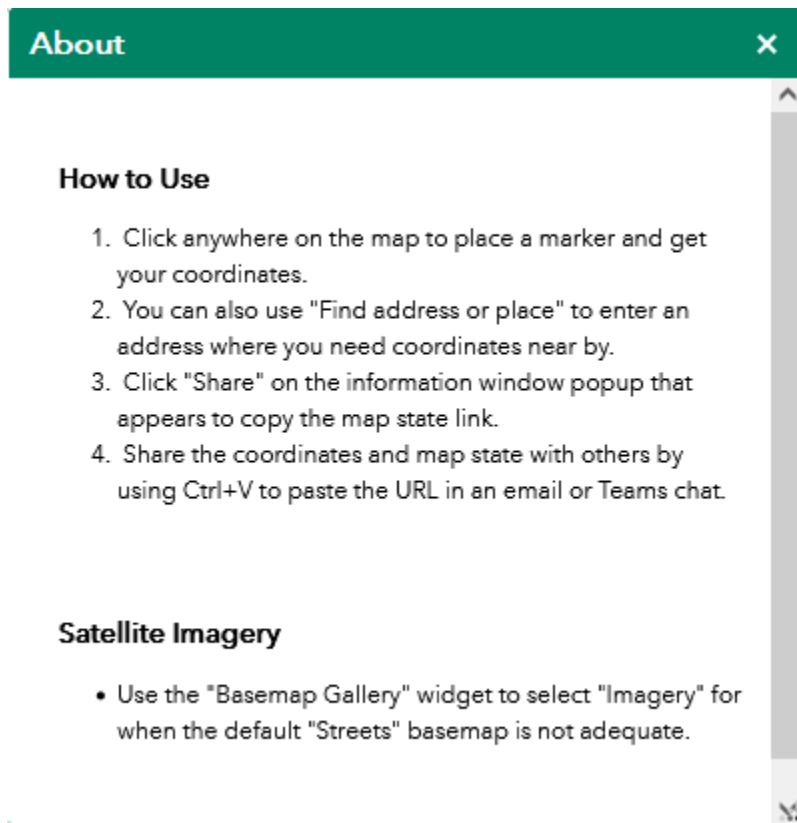 About
How to Use
1. Click anywhere on the map to place a marker and get
your coordinates.
2. You can also use "Find address or place" to enter an
address where you need coordinates near by.
3. Click "Share" on the information window popup that
appears to copy the map state link.
4. Share the coordinates and map state with others by
using Ctrl+V to paste the URL in an email or Teams chat.
Satellite Imagery
• Use the "Basemap Gallery" widget to select "Imagery" for
when the default "Streets" basemap is not adequate.